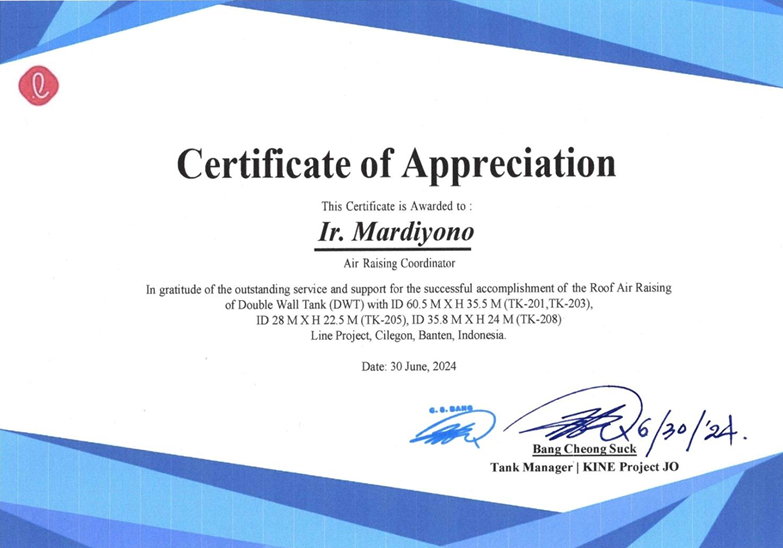 Certificate of Appreciation
This Certificate is Awarded to :
Ir. Mardiyono
Air Raising Coordinator
In gratitude of the outstanding service and support for the successful accomplishment of the Roof Air Raising
of Double Wall Tank (DWT) with ID 60.5 M X H 35.5 M (TK-201,TK-203),
ID 28 M X H 22.5 M (TK-205), ID 35.8 M X H 24 M (TK-208)
Line Project, Cilegon, Banten, Indonesia.
Date: 30 June, 2024
C. S. BANG
6/30/'24.
Bang Cheong Suck
Tank Manager | KINE Project JO